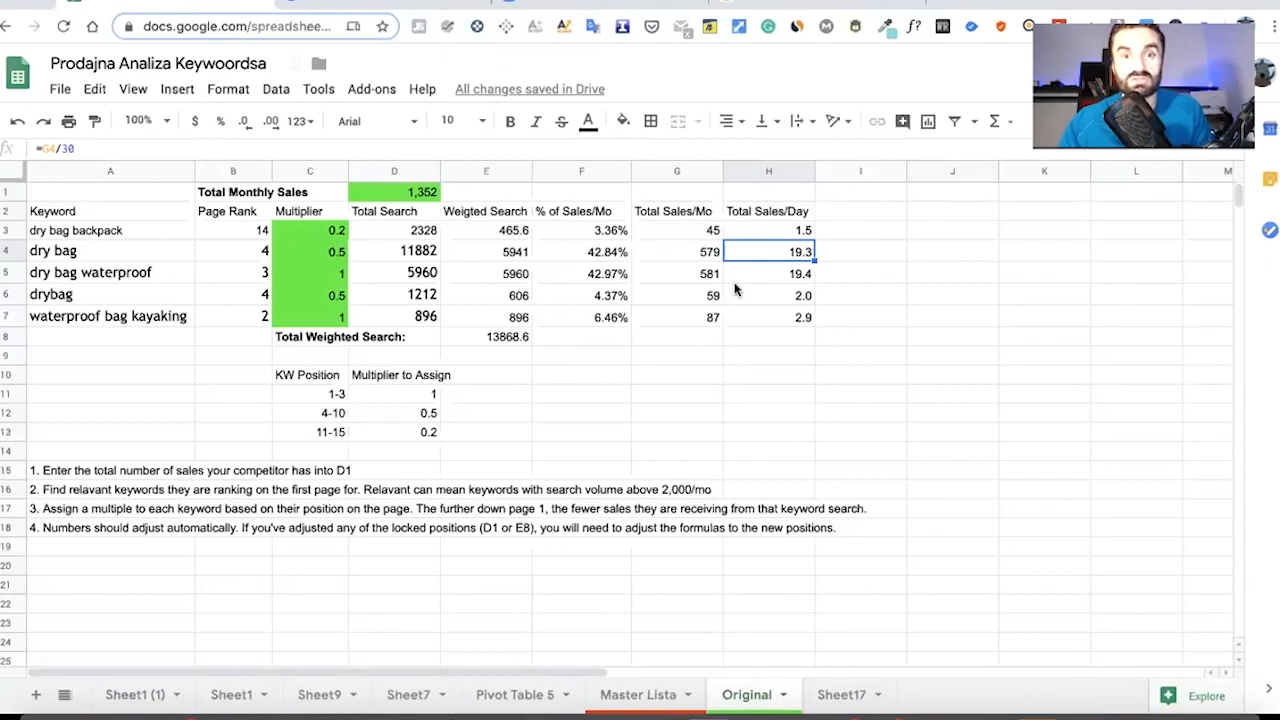 docs.google.com/spreadshee...
Prodajna Analiza Keywoordsa
File Edit View Insert Format Data Tools Add-ons Help All changes saved in Drive
100% $ % .0 .00 123 Arial 10 B I S A
fx =G4/30
A B C D E F G H I J K L M
1 Total Monthly Sales 1,352
2 Keyword Page Rank Multiplier Total Search Weigted Search % of Sales/Mo Total Sales/Mo Total Sales/Day
3 dry bag backpack 14 0.2 2328 465.6 3.36% 45 1.5
4 dry bag 4 0.5 11882 5941 42.84% 579 19.3
5 dry bag waterproof 3 1 5960 5960 42.97% 581 19.4
6 drybag 4 0.5 1212 606 4.37% 59 2.0
7 waterproof bag kayaking 2 1 896 896 6.46% 87 2.9
8 Total Weighted Search: 13868.6
9
10 KW Position Multiplier to Assign
11 1-3 1
12 4-10 0.5
13 11-15 0.2
14
15 1. Enter the total number of sales your competitor has into D1
16 2. Find relavant keywords they are ranking on the first page for. Relavant can mean keywords with search volume above 2,000/mo
17 3. Assign a multiple to each keyword based on their position on the page. The further down page 1, the fewer sales they are receiving from that keyword search.
18 4. Numbers should adjust automatically. If you've adjusted any of the locked positions (D1 or E8), you will need to adjust the formulas to the new positions.
19
20
21
22
23
24
25
Sheet1 (1) Sheet1 Sheet9 Sheet7 Pivot Table 5 Master Lista Original Sheet17 Explore